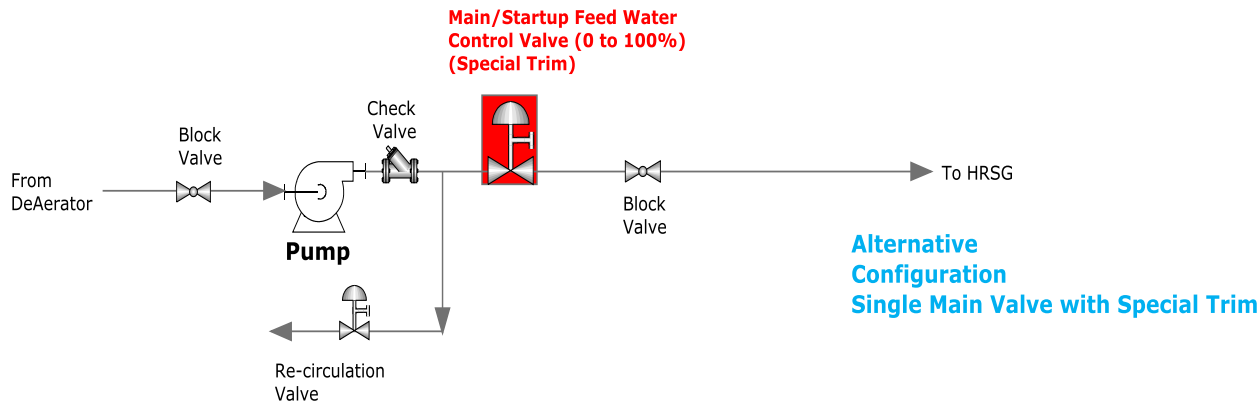 Main/Startup Feed Water
Control Valve (0 to 100%)
(Special Trim)
Check
Valve
Block
Valve
From
DeAerator
To HRSG
Block
Valve
Pump
Alternative
Configuration
Single Main Valve with Special Trim
Re-circulation
Valve